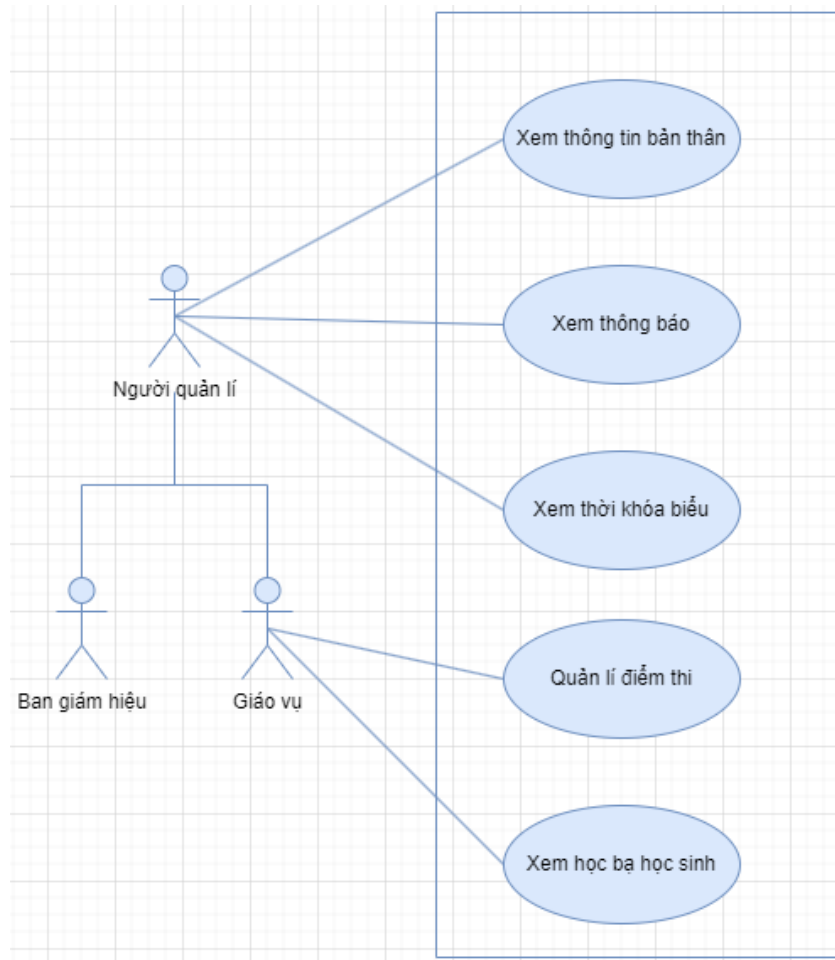 Xem thông tin bản thân
Xem thông báo
Người quản lí
Xem thời khóa biểu
Quản lí điểm thi
Ban giám hiệu
Giáo vụ
Xem học bạ học sinh